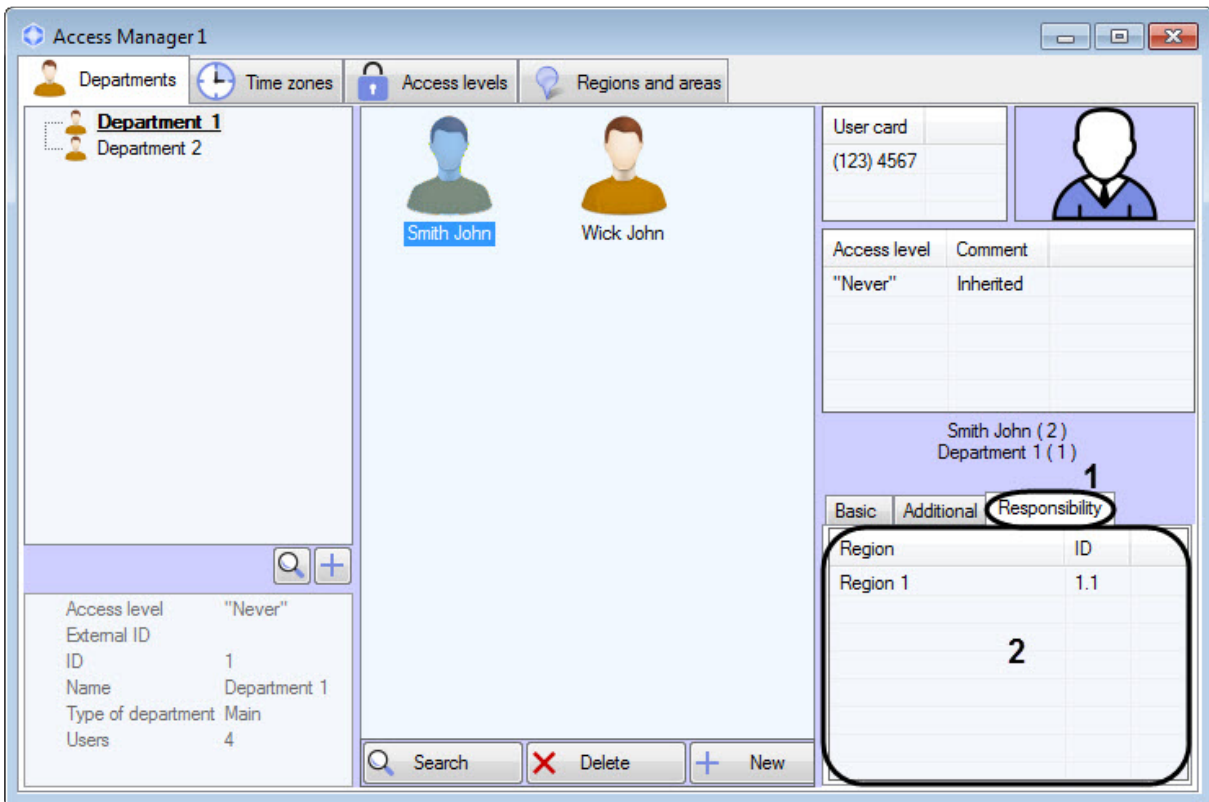 Access Manager 1
Departments Time zones Access levels Regions and areas
Department 1
Department 2
Smith John Wick John
User card
(123) 4567
Access level Comment
"Never" Inherited
Smith John ( 2 )
Department 1 ( 1 )
1
Basic Additional Responsibility
Region ID
Region 1 1.1
2
Access level "Never"
External ID
ID 1
Name Department 1
Type of department Main
Users 4
Search Delete New